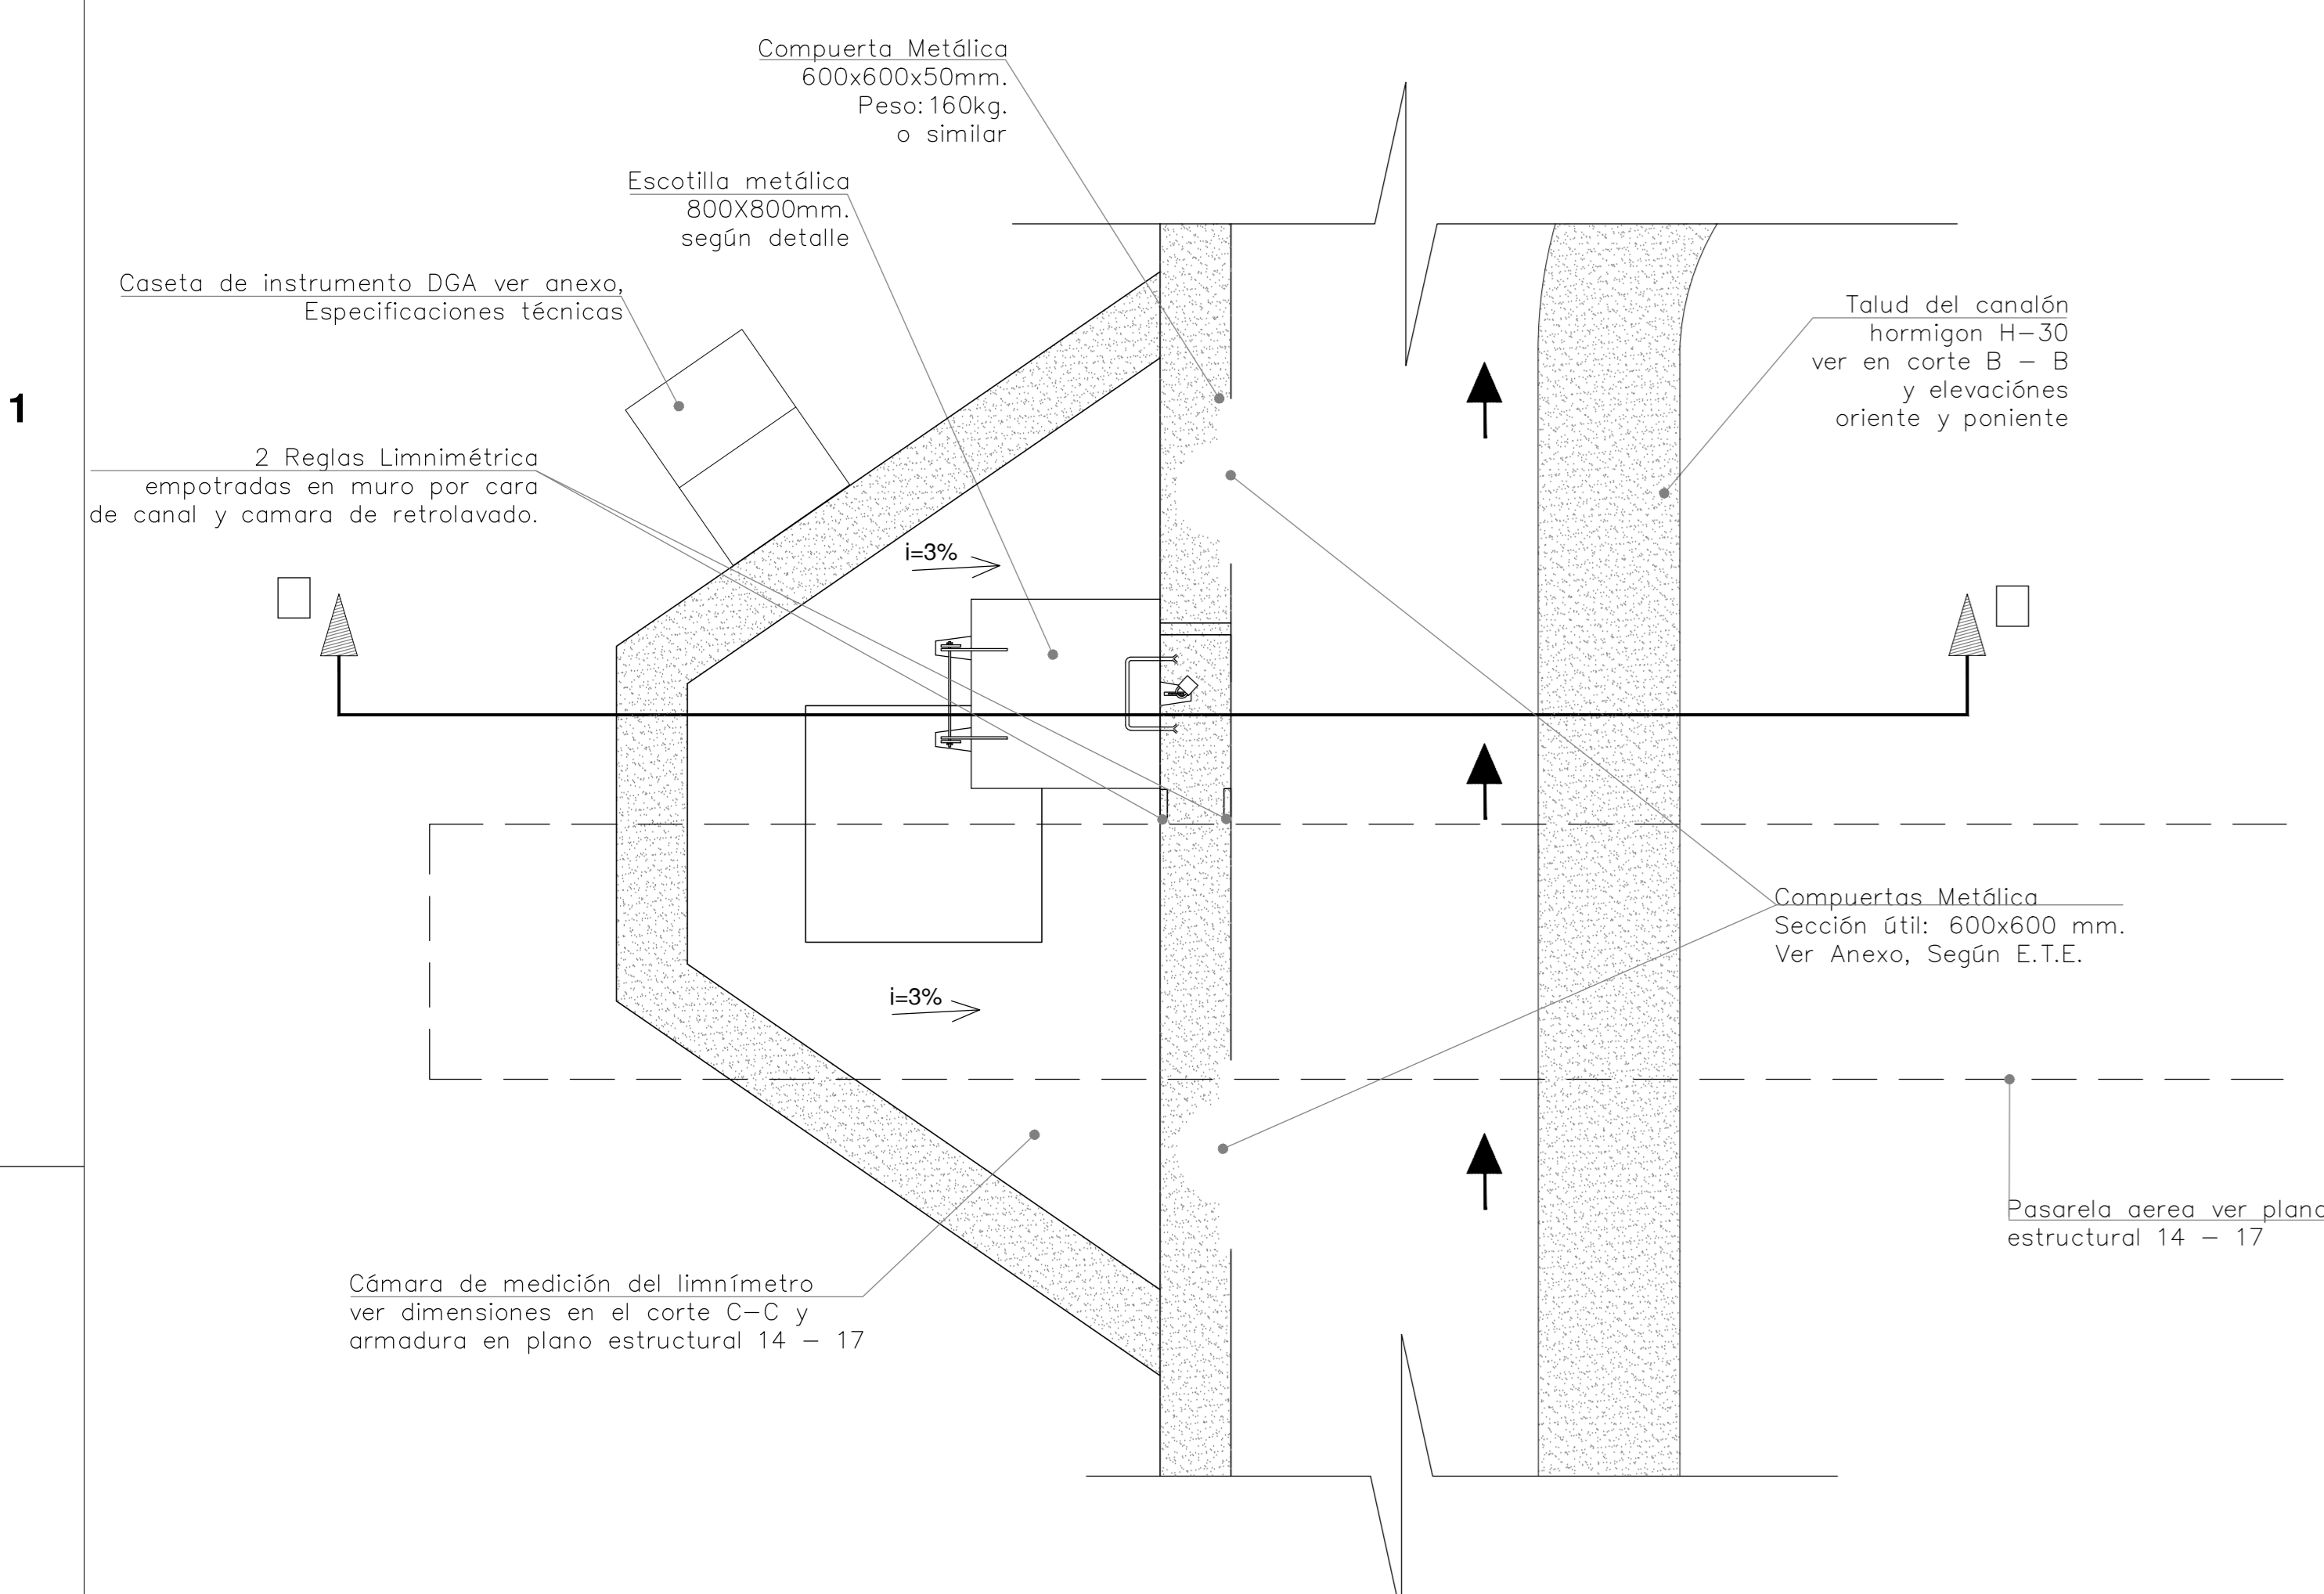 Compuerta Metálica
600x600x50mm.
Peso:160kg.
o similar
Escotilla metálica
800X800mm.
según detalle
Caseta de instrumento DGA ver anexo,
Especificaciones técnicas
Talud del canalón
hormigon H-30
ver en corte B - B
y elevaciónes
oriente y poniente
1
2 Reglas Limnimétrica
empotradas en muro por cara
de canal y camara de retrolavado.
i=3%
Compuertas Metálica
Sección útil: 600x600 mm.
Ver Anexo, Según E.T.E.
i=3%
Pasarela aerea ver plano
estructural 14 - 17
Cámara de medición del limnímetro
ver dimensiones en el corte C-C y
armadura en plano estructural 14 - 17